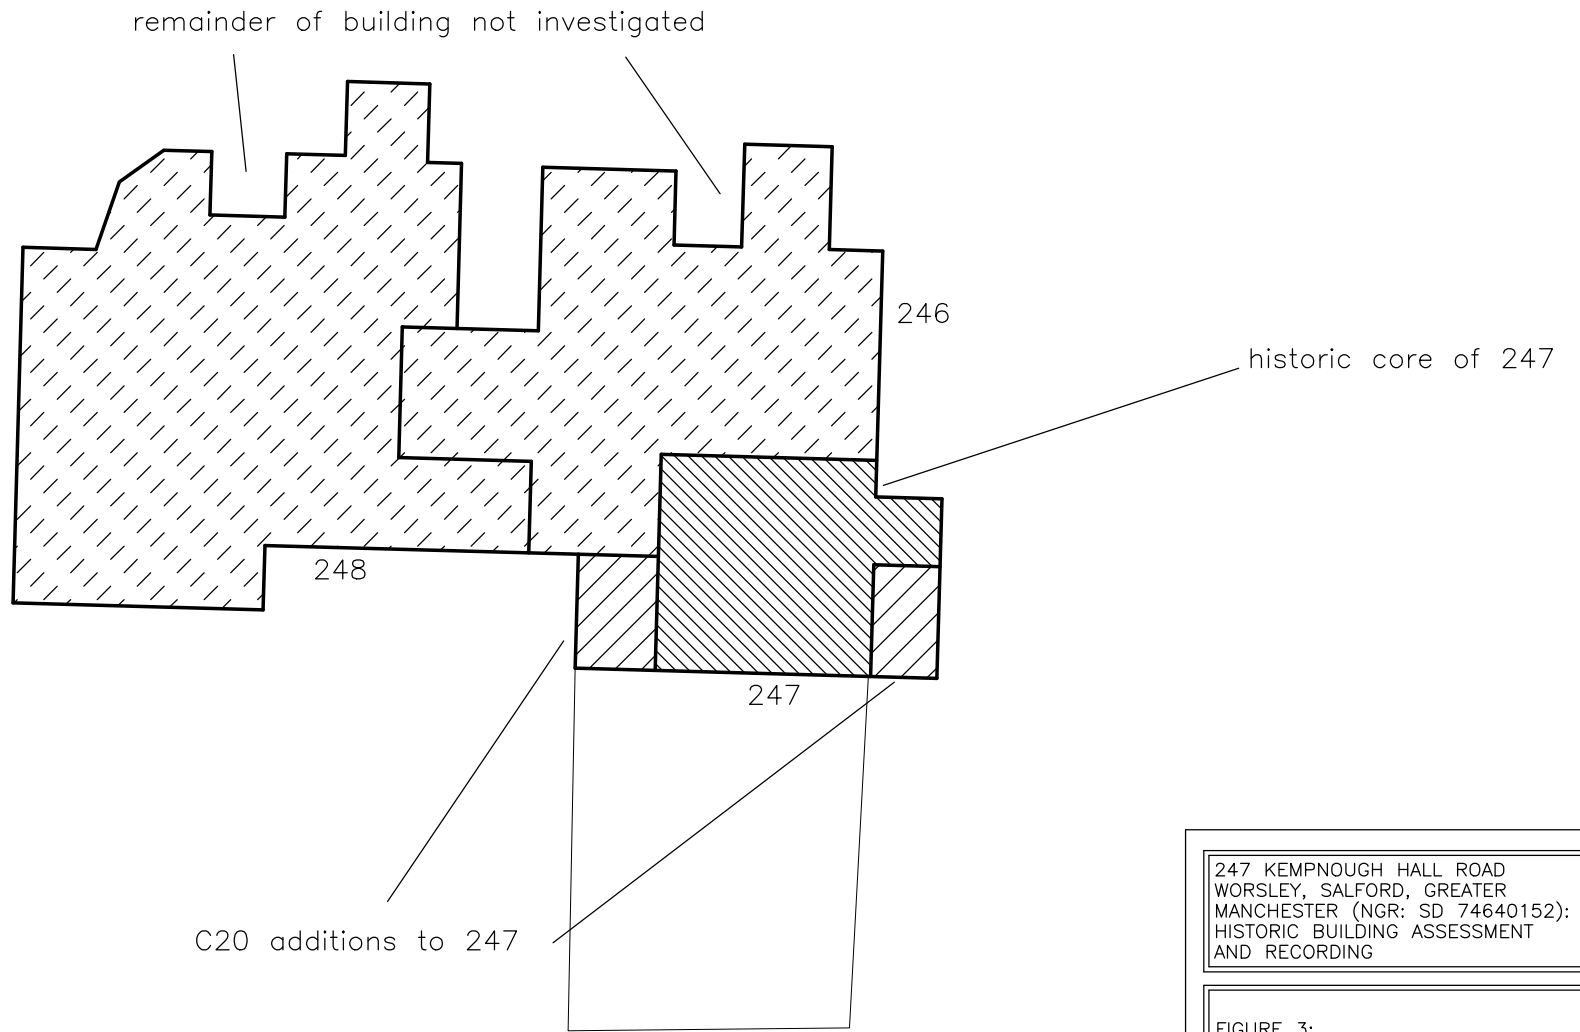 remainder of building not investigated
246
historic core of 247
248
247
C20 additions to 247
247 KEMPNOUGH HALL ROAD
WORSLEY, SALFORD, GREATER
MANCHESTER (NGR: SD 74640152):
HISTORIC BUILDING ASSESSMENT
AND RECORDING
FIGURE 3: